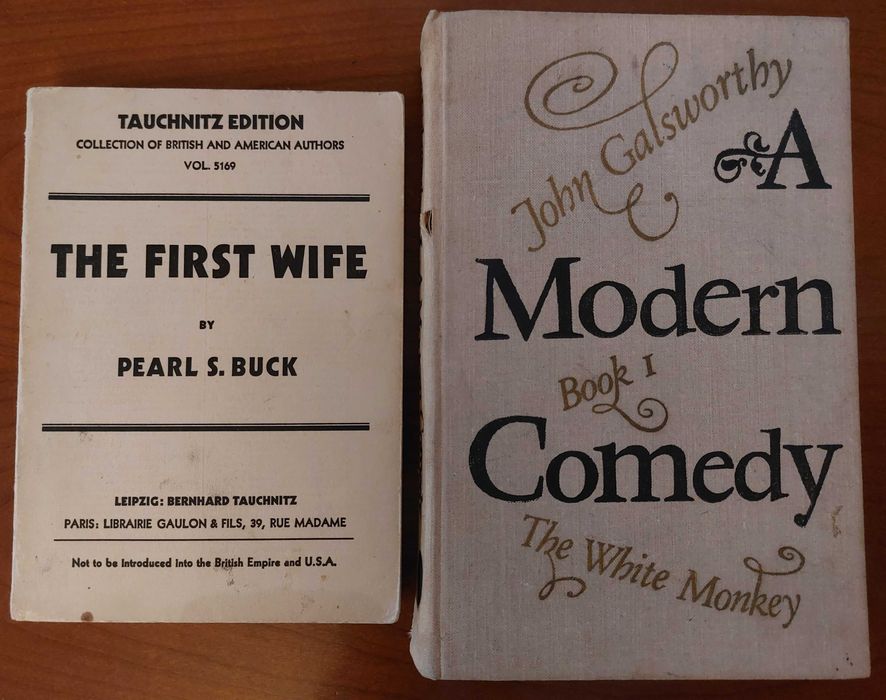 TAUCHNITZ EDITION
COLLECTION OF BRITISH AND AMERICAN AUTHORS
VOL. 5169
THE FIRST WIFE
BY
PEARL S. BUCK
LEIPZIG: BERNHARD TAUCHNITZ
PARIS: LIBRAIRIE GAULON & FILS, 39, RUE MADAME
Not to be introduced into the British Empire and U.S.A.
John Galsworthy
A
Modern
Book I
Comedy
The White Monkey